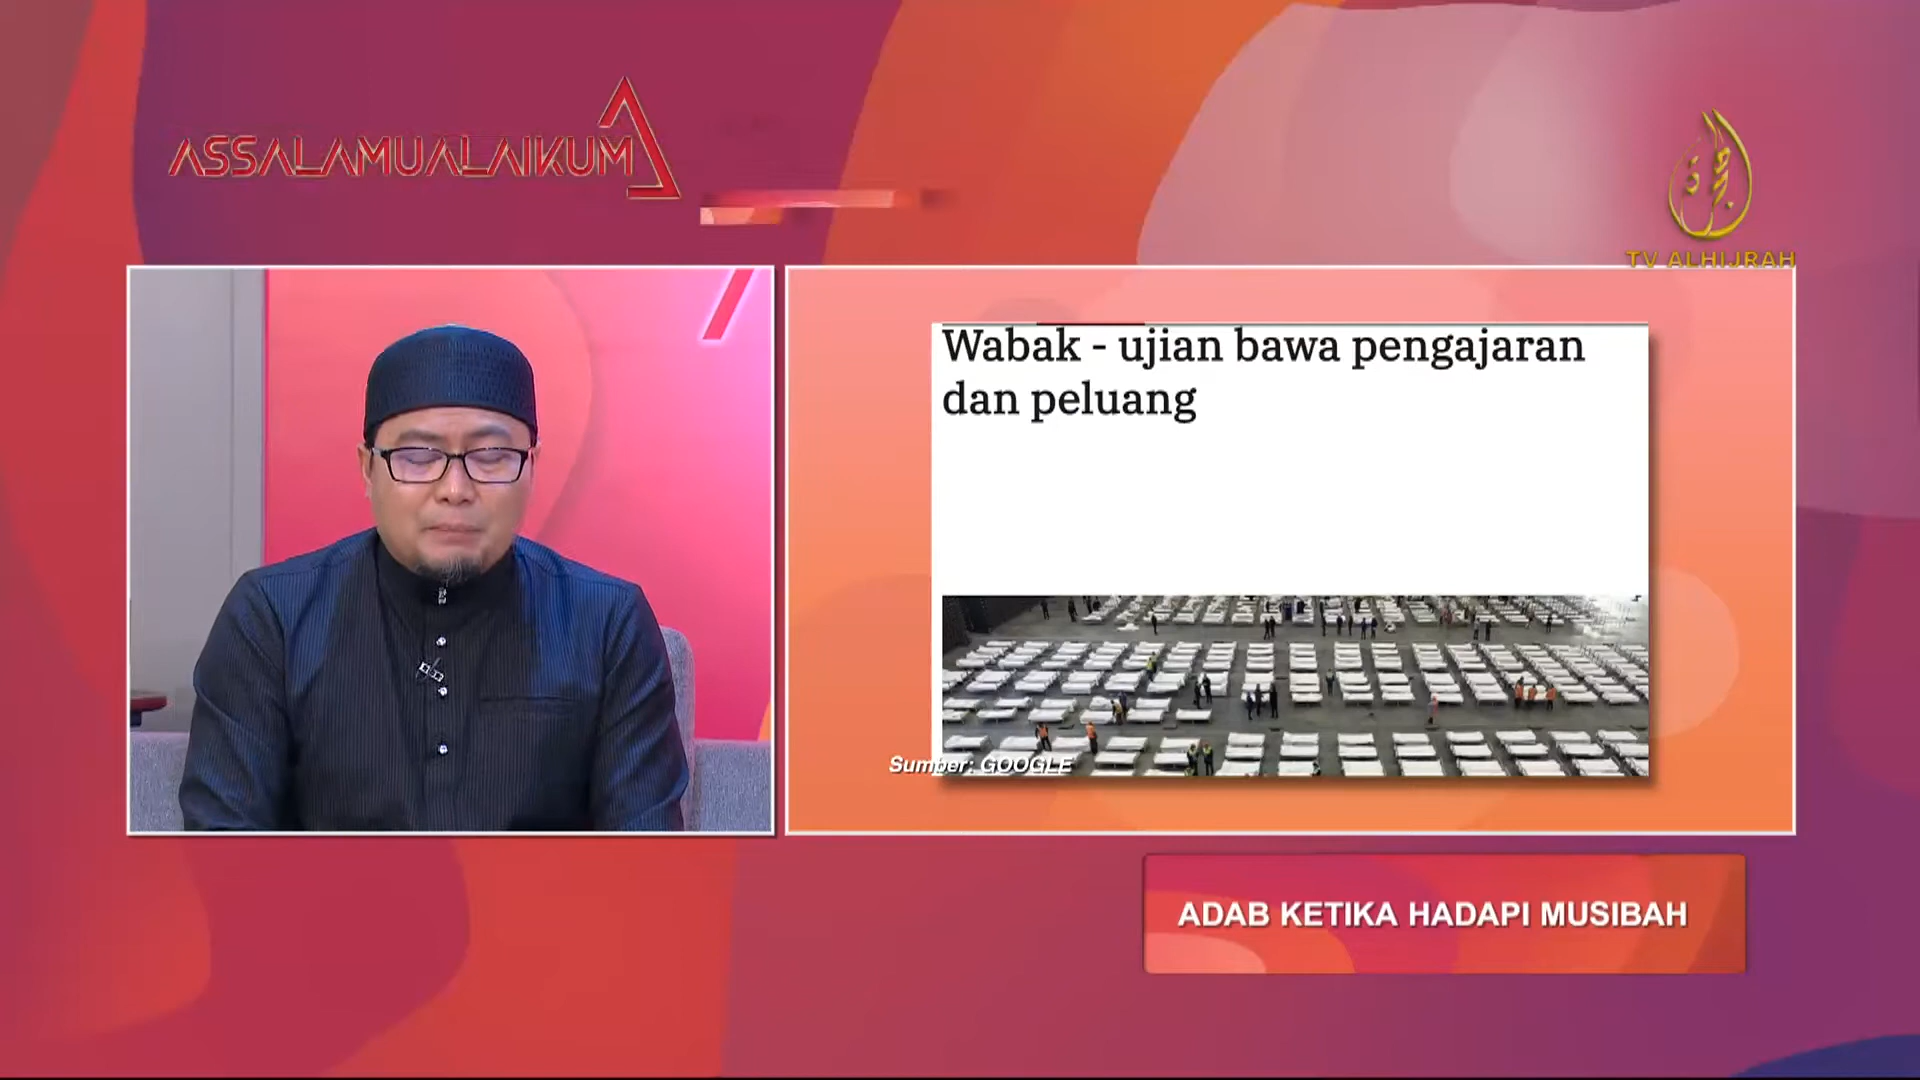 ASSALAMUALAIKUM
TV ALHIJRAH
Wabak - ujian bawa pengajaran
dan peluang
Sumber: GOOGLE
ADAB KETIKA HADAPI MUSIBAH